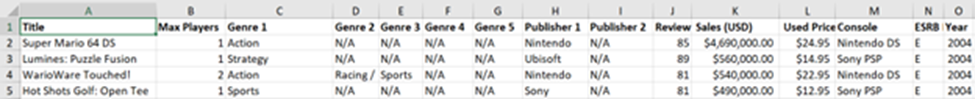 A B C D E F G H I J K L M N O
1 Title Max Players Genre 1 Genre 2 Genre 3 Genre 4 Genre 5 Publisher 1 Publisher 2 Review Sales (USD) Used Price Console ESRB Year
2 Super Mario 64 DS 1 Action N/A N/A N/A N/A Nintendo N/A 85 $4,690,000.00 $24.95 Nintendo DS E 2004
3 Lumines: Puzzle Fusion 1 Strategy N/A N/A N/A N/A Ubisoft N/A 89 $560,000.00 $14.95 Sony PSP E 2004
4 WarioWare Touched! 2 Action Racing / Sports N/A N/A Nintendo N/A 81 $540,000.00 $22.95 Nintendo DS E 2004
5 Hot Shots Golf: Open Tee 1 Sports N/A N/A N/A N/A Sony N/A 81 $490,000.00 $12.95 Sony PSP E 2004